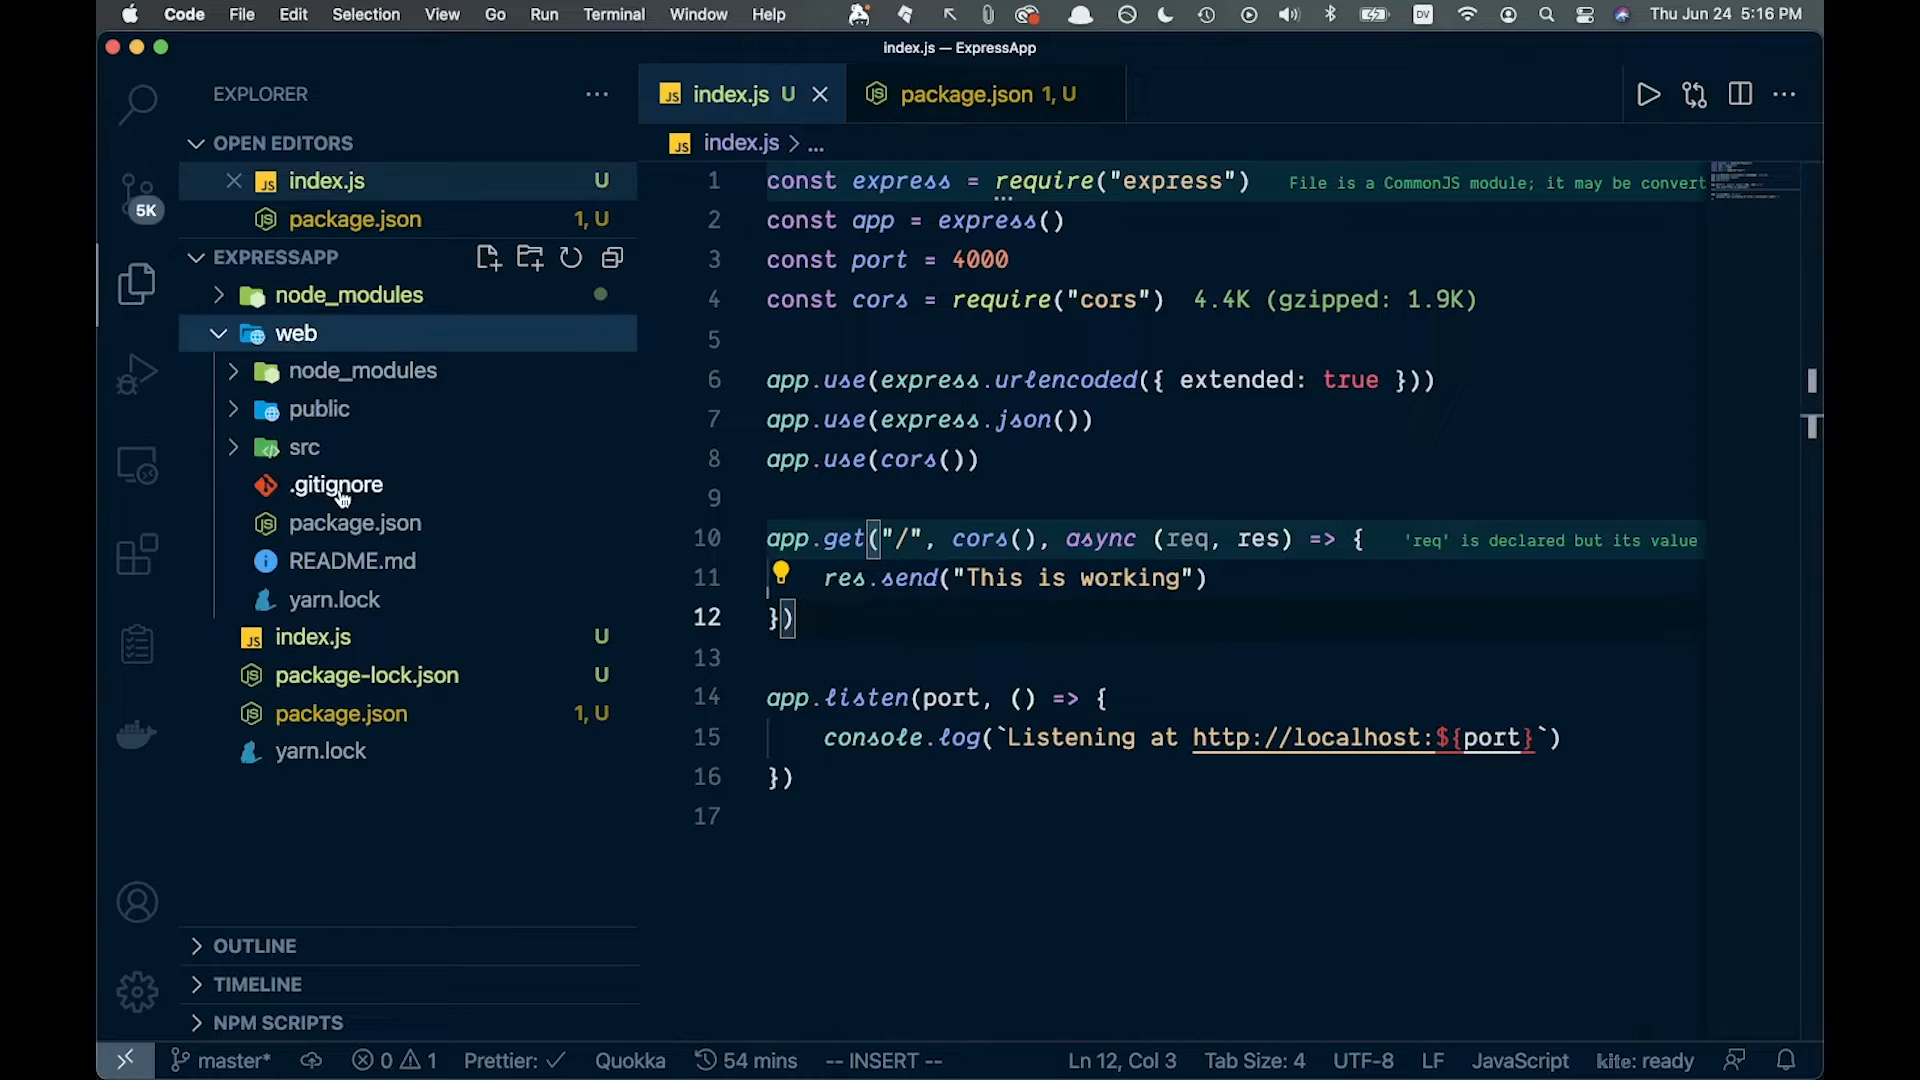 Code File Edit Selection View Go Run Terminal Window Help DV Thu Jun 24 5:16 PM
index.js — ExpressApp
EXPLORER
index.js U
package.json 1, U
OPEN EDITORS
index.js > ...
index.js U
package.json 1, U
EXPRESSAPP
node_modules
web
node_modules
public
src
.gitignore
package.json
README.md
yarn.lock
index.js U
package-lock.json U
package.json 1, U
yarn.lock
OUTLINE
TIMELINE
NPM SCRIPTS
5K
1 const express = require("express") File is a CommonJS module; it may be convert
2 const app = express()
3 const port = 4000
4 const cors = require("cors") 4.4K (gzipped: 1.9K)
5
6 app.use(express.urlencoded({ extended: true }))
7 app.use(express.json())
8 app.use(cors())
9
10 app.get("/", cors(), async (req, res) => { 'req' is declared but its value
11 res.send("This is working")
12 })
13
14 app.listen(port, () => {
15 console.log(`Listening at http://localhost:${port}`)
16 })
17
master* 0 1 Prettier: ✓ Quokka 54 mins -- INSERT -- Ln 12, Col 3 Tab Size: 4 UTF-8 LF JavaScript kite: ready